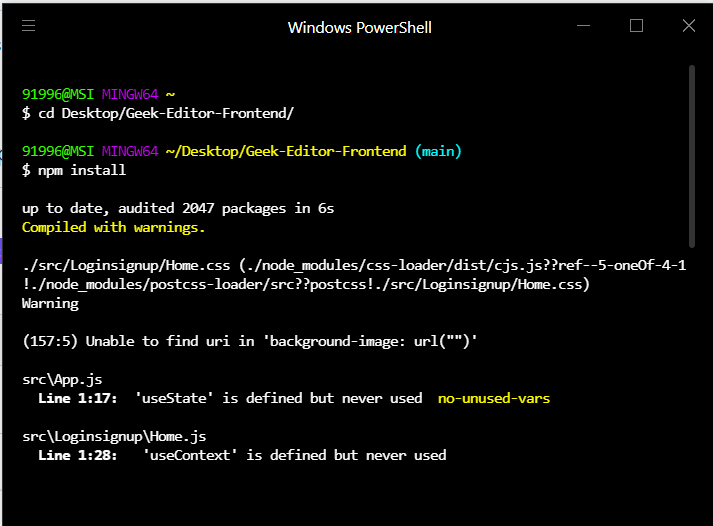 Windows PowerShell
91996@MSI MINGW64 ~
$ cd Desktop/Geek-Editor-Frontend/
91996@MSI MINGW64 ~/Desktop/Geek-Editor-Frontend (main)
$ npm install
up to date, audited 2047 packages in 6s
Compiled with warnings.
./src/Loginsignup/Home.css (./node_modules/css-loader/dist/cjs.js??ref--5-oneOf-4-1
!./node_modules/postcss-loader/src??postcss!./src/Loginsignup/Home.css)
Warning
(157:5) Unable to find uri in 'background-image: url("")'
src\App.js
Line 1:17: 'useState' is defined but never used no-unused-vars
src\Loginsignup\Home.js
Line 1:28: 'useContext' is defined but never used